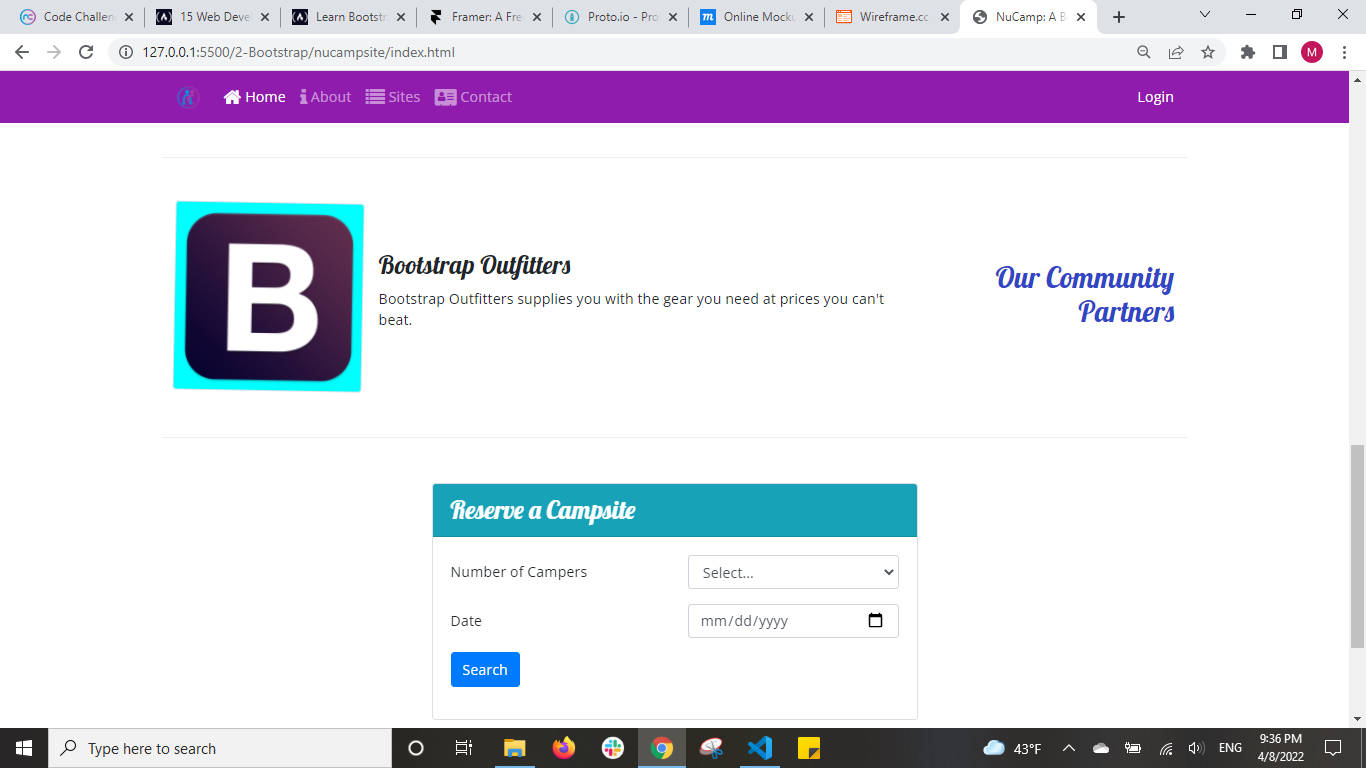 Code Challen
15 Web Deve
Learn Bootstr
Framer: A Fre
Proto.io - Pro
Online Mocku
Wireframe.cc
NuCamp: A B
127.0.0.1:5500/2-Bootstrap/nucampsite/index.html
M
Home About Sites Contact Login
B
Bootstrap Outfitters
Bootstrap Outfitters supplies you with the gear you need at prices you can't
beat.
Our Community
Partners
Reserve a Campsite
Number of Campers Select...
Date mm/dd/yyyy
Search
Type here to search
43°F
ENG
9:36 PM
4/8/2022